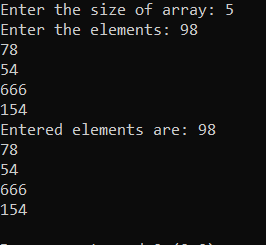 Enter the size of array: 5
Enter the elements: 98
78
54
666
154
Entered elements are: 98
78
54
666
154